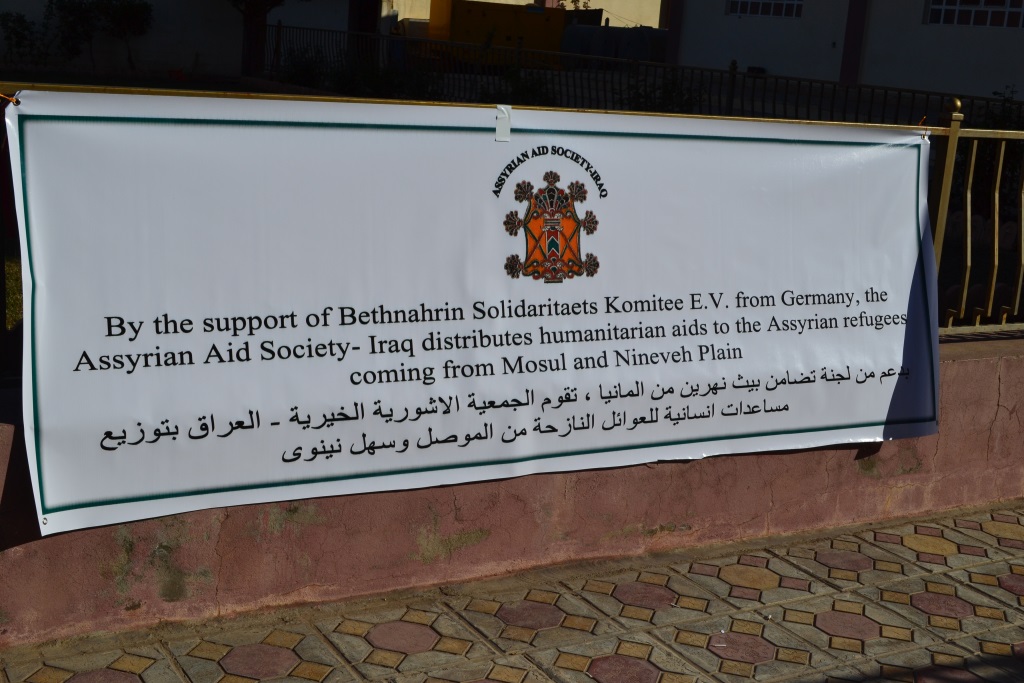 ASSYRIAN AID SOCIETY-IRAQ
By the support of Bethnahrin Solidaritaets Komitee E.V. from Germany, the
Assyrian Aid Society- Iraq distributes humanitarian aids to the Assyrian refugees
coming from Mosul and Nineveh Plain
بدعم من لجنة تضامن بيث نهرين من المانيا ، تقوم الجمعية الاشورية الخيرية - العراق بتوزيع
مساعدات انسانية للعوائل النازحة من الموصل وسهل نينوى